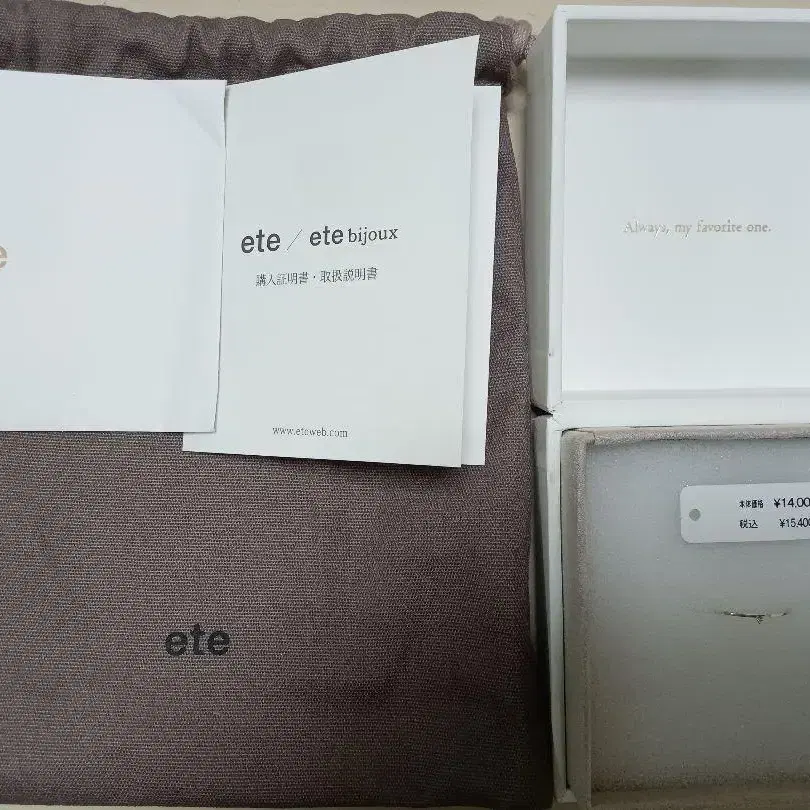 e
ete / ete bijoux
購入証明書・取扱説明書
www.eteweb.com
ete
Always, my favorite one.
本体価格 ¥14,00
税込 ¥15,400